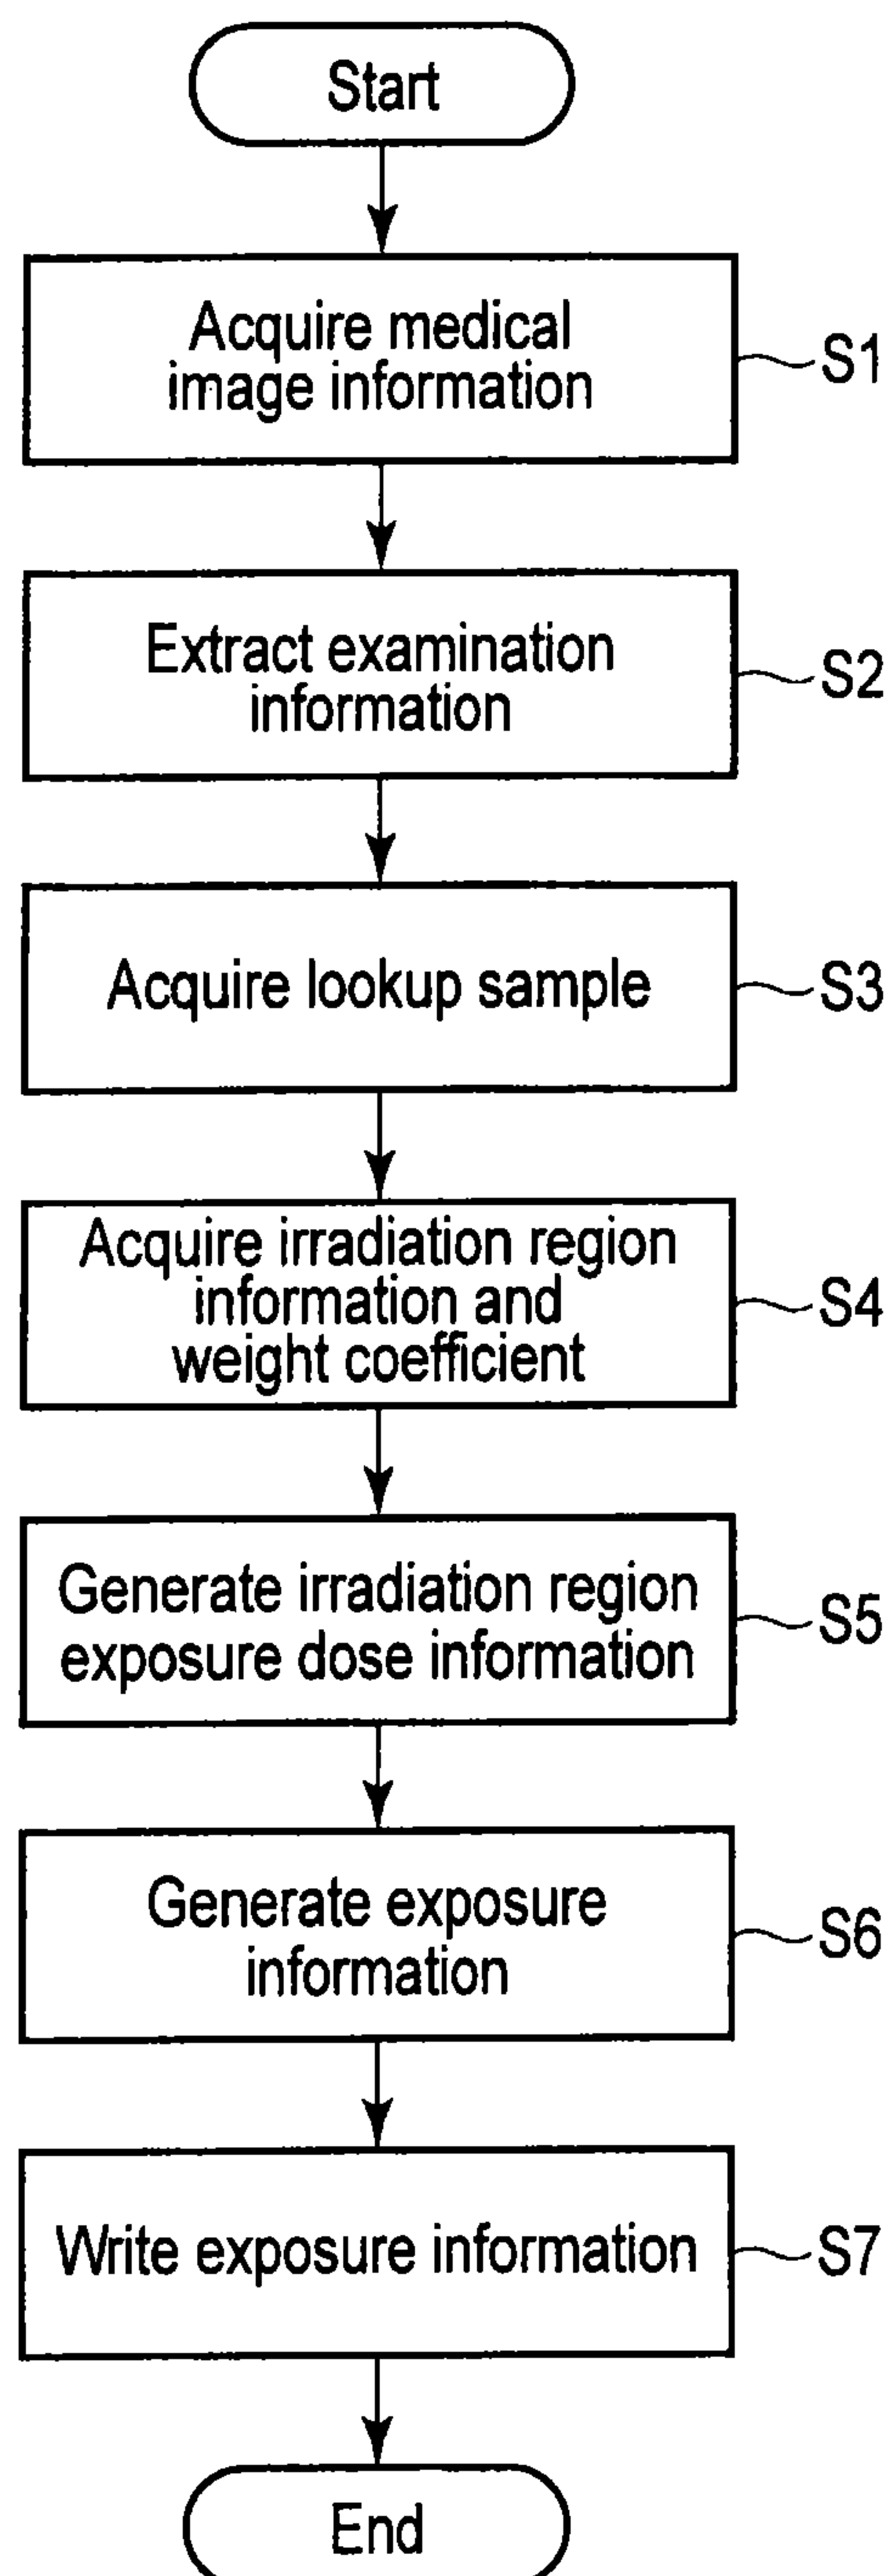 Start
Acquire medical
image information
S1
Extract examination
information
S2
Acquire lookup sample
S3
Acquire irradiation region
information and
weight coefficient
S4
Generate irradiation region
exposure dose information
S5
Generate exposure
information
S6
Write exposure information
S7
End